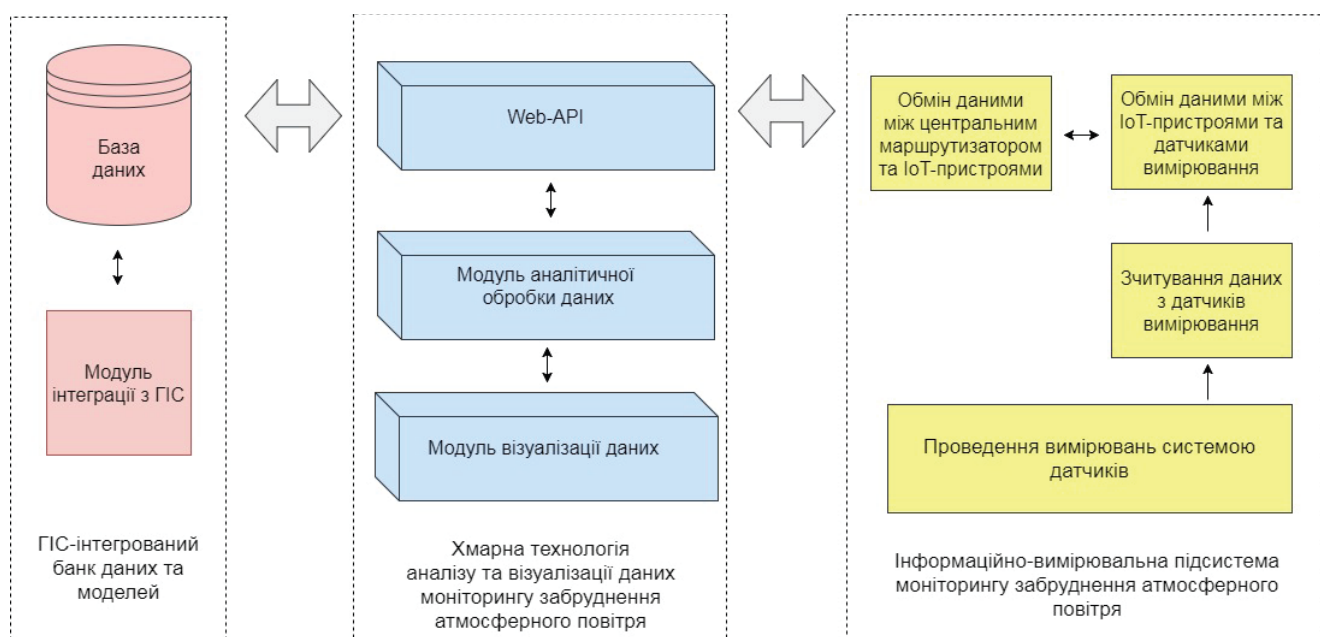 База
даних
Модуль
інтеграції з ГІС
ГІС-інтегрований
банк даних та
моделей
Web-API
Модуль аналітичної
обробки даних
Модуль візуалізації даних
Хмарна технологія
аналізу та візуалізації даних
моніторингу забруднення
атмосферного повітря
Обмін даними
між центральним
маршрутизатором
та IoT-пристроями
Обмін даними між
IoT-пристроями та
датчиками
вимірювання
Зчитування даних
з датчиків
вимірювання
Проведення вимірювань системою
датчиків
Інформаційно-вимірювальна підсистема
моніторингу забруднення атмосферного
повітря